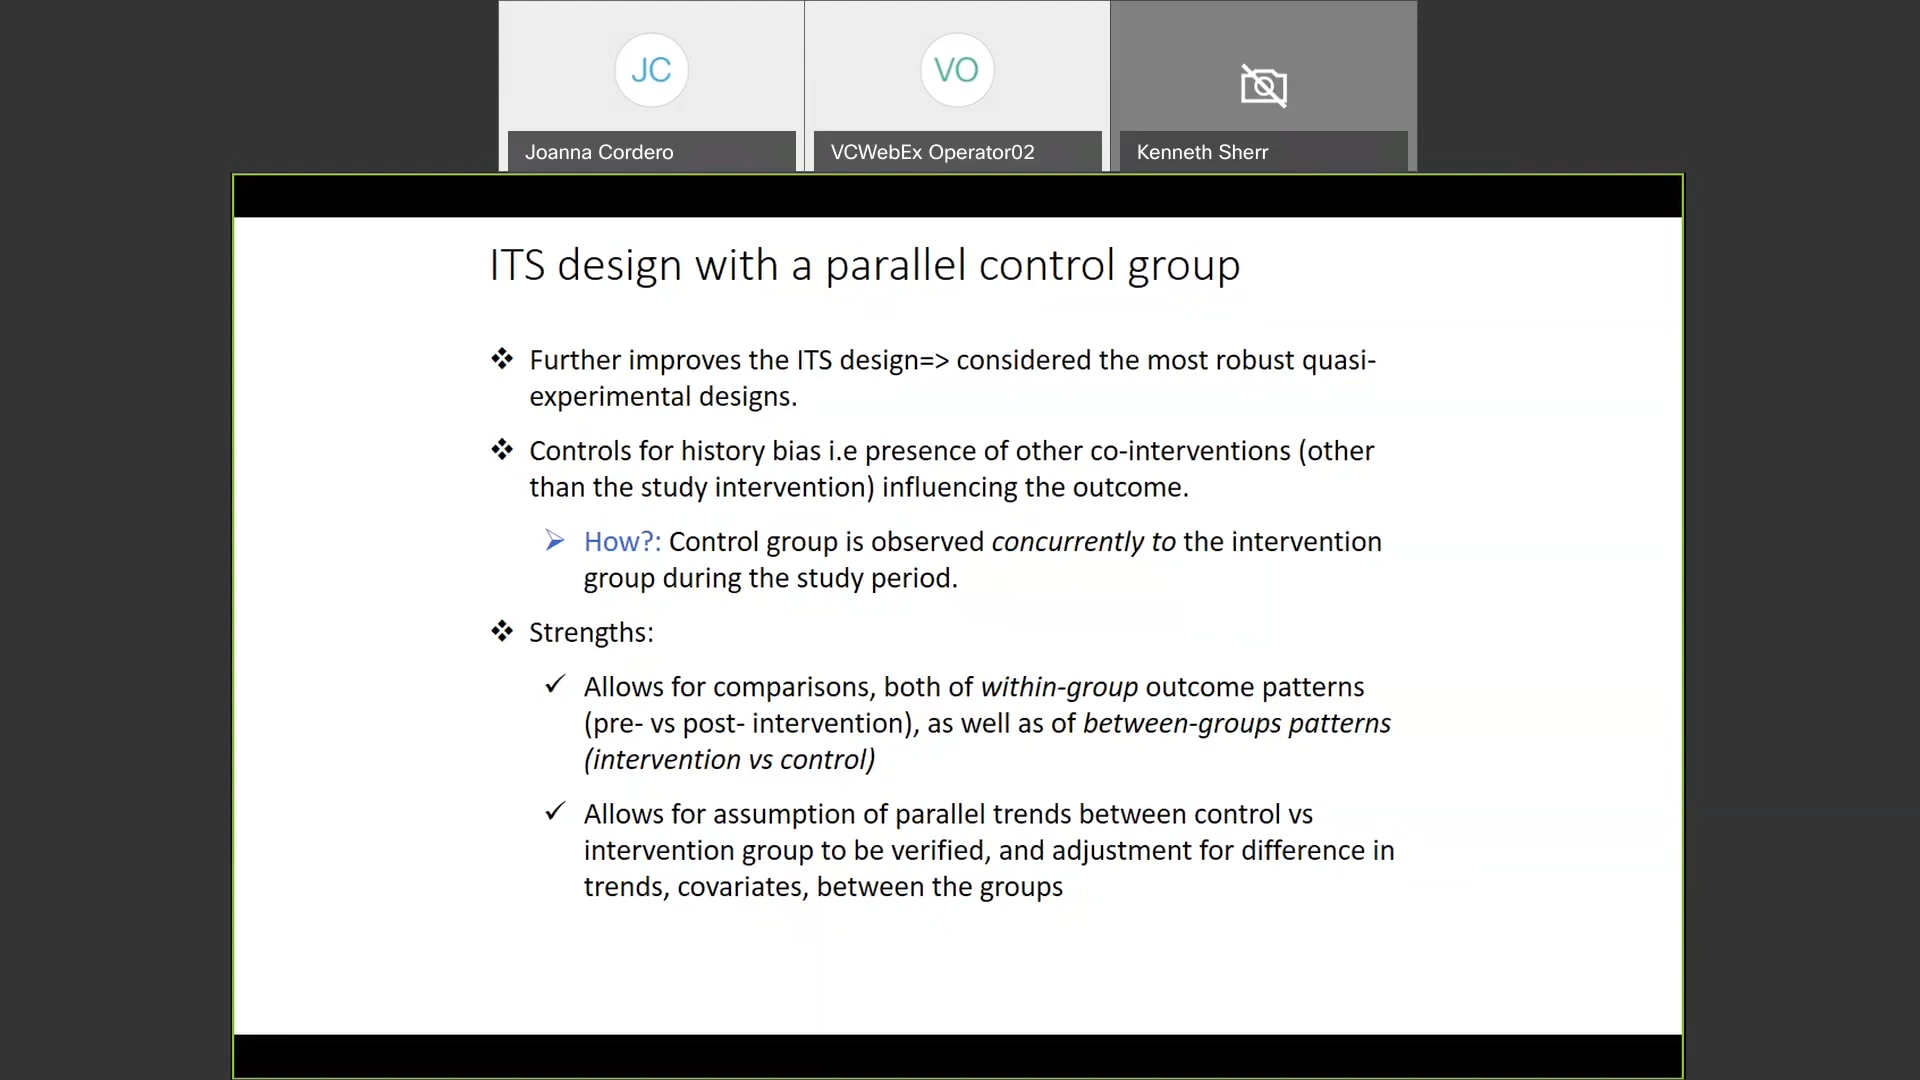 JC
VO
Joanna Cordero
VCWebEx Operator02
Kenneth Sherr
ITS design with a parallel control group
❖ Further improves the ITS design=> considered the most robust quasi-
experimental designs.
❖ Controls for history bias i.e presence of other co-interventions (other
than the study intervention) influencing the outcome.
➢ How?: Control group is observed concurrently to the intervention
group during the study period.
❖ Strengths:
✓ Allows for comparisons, both of within-group outcome patterns
(pre- vs post- intervention), as well as of between-groups patterns
(intervention vs control)
✓ Allows for assumption of parallel trends between control vs
intervention group to be verified, and adjustment for difference in
trends, covariates, between the groups